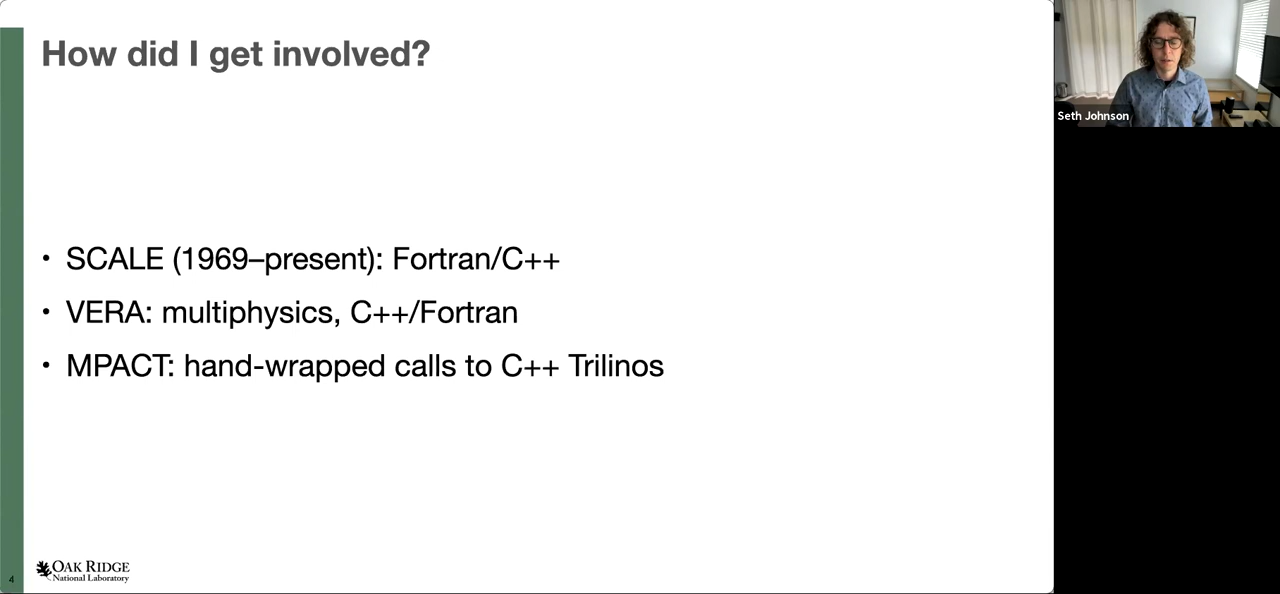 How did I get involved?
• SCALE (1969–present): Fortran/C++
• VERA: multiphysics, C++/Fortran
• MPACT: hand-wrapped calls to C++ Trilinos
4
OAK RIDGE
National Laboratory
Seth Johnson